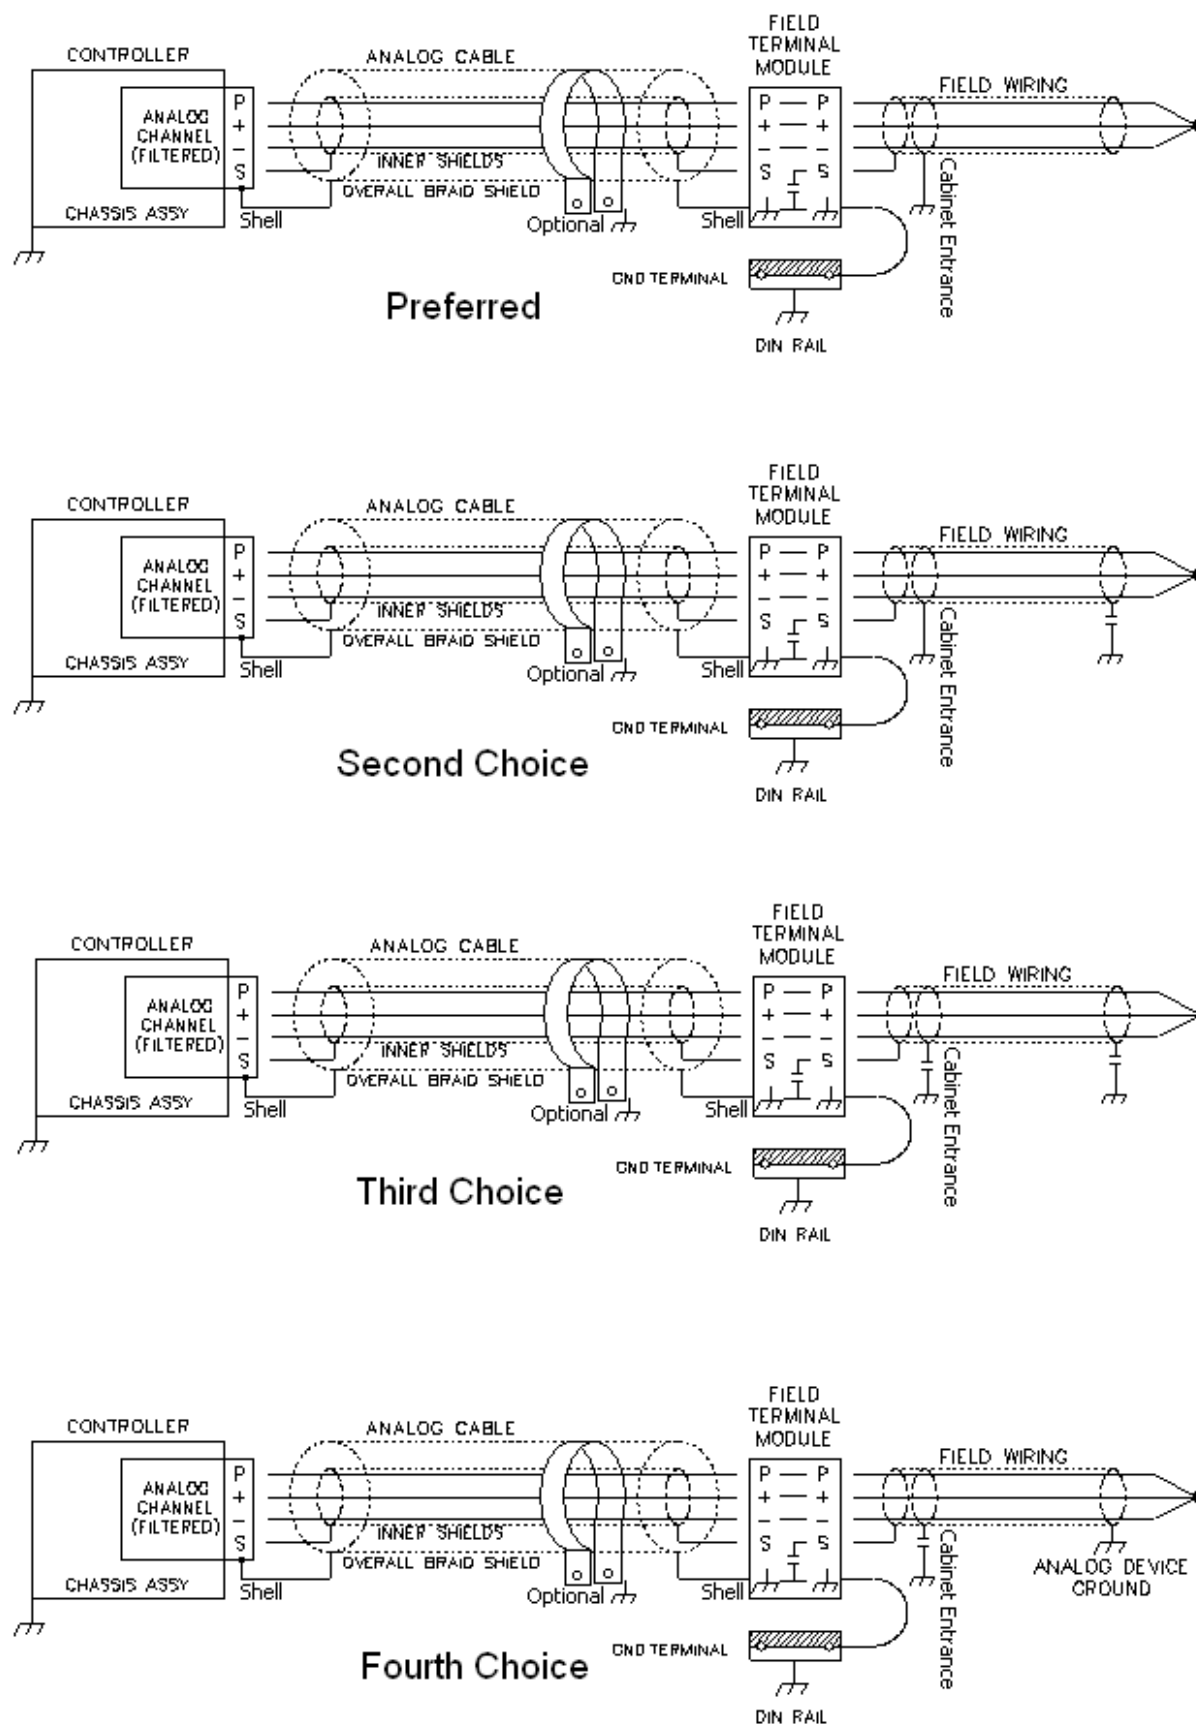 FIELD
TERMINAL
MODULE
CONTROLLER
ANALOG CABLE
FIELD WIRING
ANALOG
CHANNEL
(FILTERED)
P
+
-
S
P P
+ +
- -
S S
INNER SHIELDS
OVERALL BRAID SHIELD
CHASSIS ASSY
Shell
Optional
Shell
Cabinet Entrance
GND TERMINAL
Preferred
DIN RAIL
FIELD
TERMINAL
MODULE
CONTROLLER
ANALOG CABLE
FIELD WIRING
ANALOG
CHANNEL
(FILTERED)
P
+
-
S
P P
+ +
- -
S S
INNER SHIELDS
OVERALL BRAID SHIELD
CHASSIS ASSY
Shell
Optional
Shell
Cabinet Entrance
GND TERMINAL
Second Choice
DIN RAIL
FIELD
TERMINAL
MODULE
CONTROLLER
ANALOG CABLE
FIELD WIRING
ANALOG
CHANNEL
(FILTERED)
P
+
-
S
P P
+ +
- -
S S
INNER SHIELDS
OVERALL BRAID SHIELD
CHASSIS ASSY
Shell
Optional
Shell
Cabinet Entrance
GND TERMINAL
Third Choice
DIN RAIL
FIELD
TERMINAL
MODULE
CONTROLLER
ANALOG CABLE
FIELD WIRING
ANALOG
CHANNEL
(FILTERED)
P
+
-
S
P P
+ +
- -
S S
INNER SHIELDS
OVERALL BRAID SHIELD
CHASSIS ASSY
Shell
Optional
Shell
Cabinet Entrance
ANALOG DEVICE
GROUND
GND TERMINAL
Fourth Choice
DIN RAIL